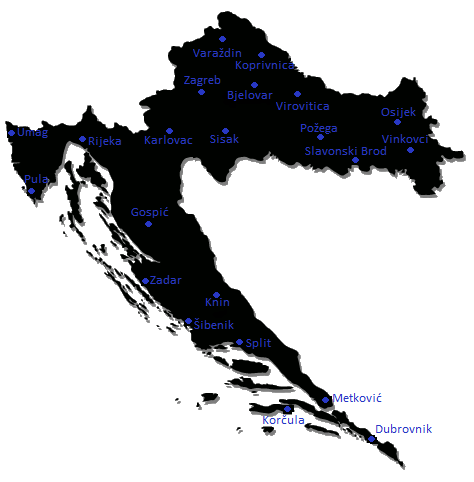 Varaždin
Koprivnica
Zagreb
Bjelovar
Virovitica
Osijek
Umag
Rijeka
Karlovac
Sisak
Požega
Vinkovci
Slavonski Brod
Pula
Gospić
Zadar
Knin
Šibenik
Split
Metković
Korčula
Dubrovnik